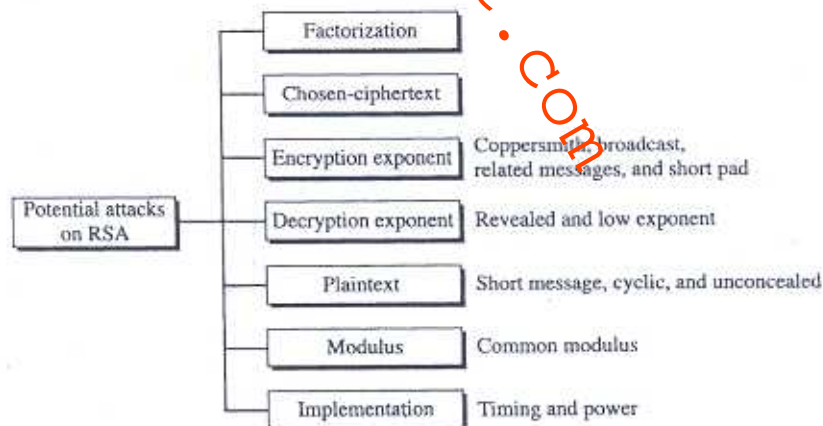 .com
Factorization
Chosen-ciphertext
Encryption exponent
Coppersmith, broadcast,
related messages, and short pad
Potential attacks
on RSA
Decryption exponent
Revealed and low exponent
Plaintext
Short message, cyclic, and unconcealed
Modulus
Common modulus
Implementation
Timing and power